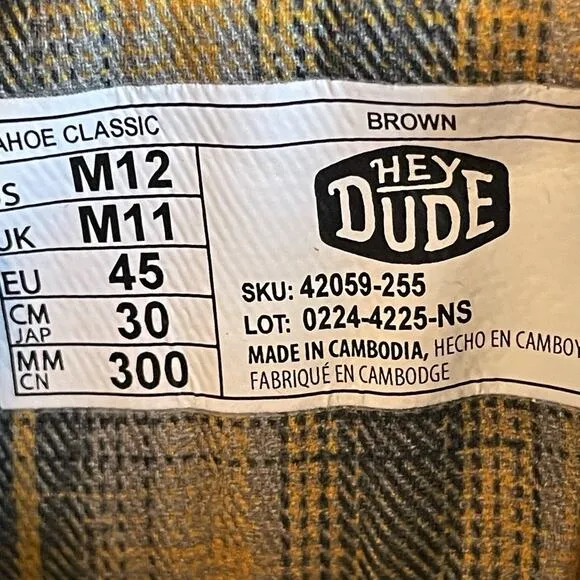 AHOE CLASSIC BROWN
S M12
UK M11
EU 45
CM JAP 30
MM CN 300
HEY
DUDE
SKU: 42059-255
LOT: 0224-4225-NS
MADE IN CAMBODIA, HECHO EN CAMBOY
FABRIQUÉ EN CAMBODGE